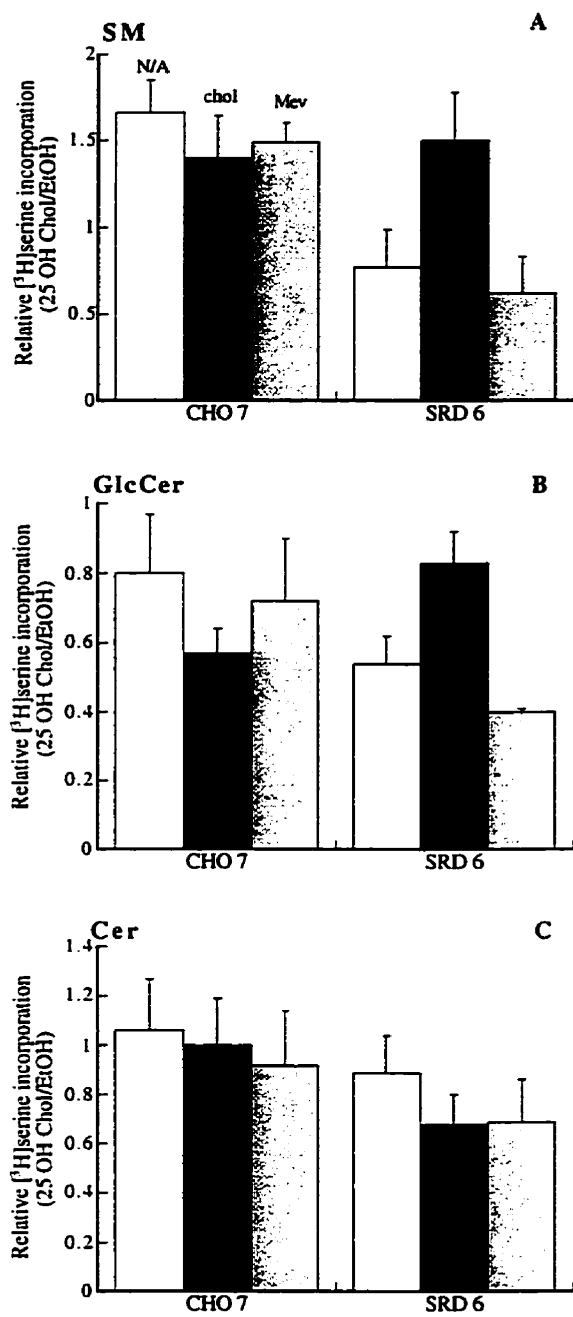 SM
A
Relative [³H]serine incorporation
(25 OH Chol/EtOH)
2
1.5
1
0.5
0
N/A
chol
Mev
CHO 7
SRD 6
GlcCer
B
Relative [³H]serine incorporation
(25 OH Chol/EtOH)
1
0.8
0.6
0.4
0.2
0
CHO 7
SRD 6
Cer
C
Relative [³H]serine incorporation
(25 OH Chol/EtOH)
1.4
1.2
1
0.8
0.6
0.4
0.2
0
CHO 7
SRD 6